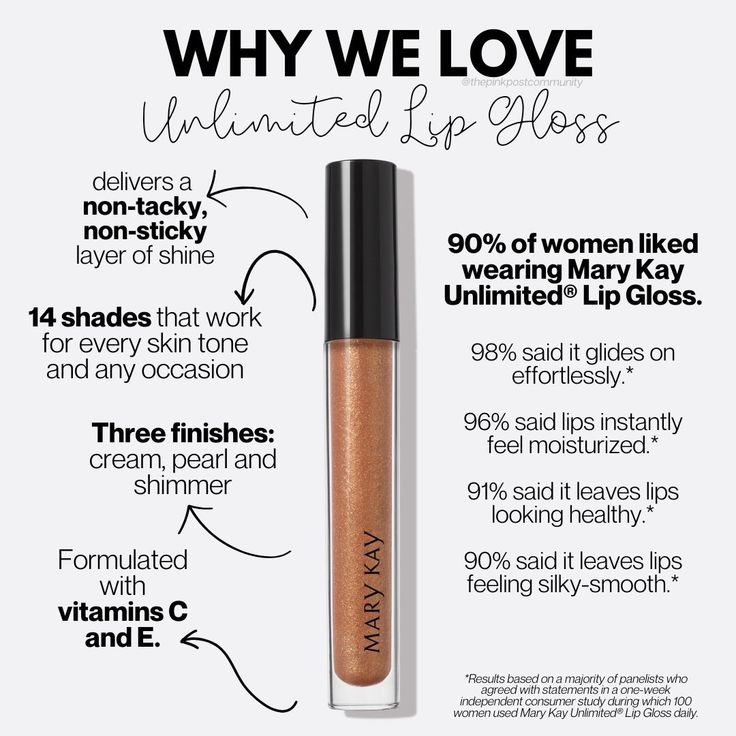 WHY WE LOVE
@thepinkpostcommunity
Unlimited Lip Gloss
delivers a
non-tacky,
non-sticky
layer of shine
14 shades that work
for every skin tone
and any occasion
Three finishes:
cream, pearl and
shimmer
Formulated
with
vitamins C
and E.
MARY KAY
90% of women liked
wearing Mary Kay
Unlimited® Lip Gloss.
98% said it glides on
effortlessly.*
96% said lips instantly
feel moisturized.*
91% said it leaves lips
looking healthy.*
90% said it leaves lips
feeling silky-smooth.*
*Results based on a majority of panelists who
agreed with statements in a one-week
independent consumer study during which 100
women used Mary Kay Unlimited® Lip Gloss daily.